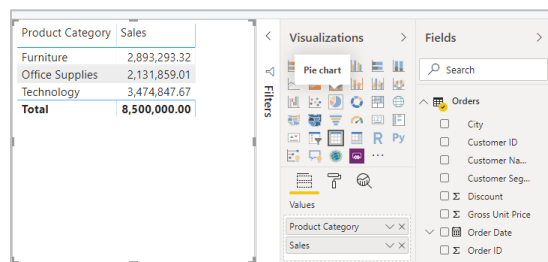 Product Category Sales
Furniture 2,893,293.32
Office Supplies 2,131,859.01
Technology 3,474,847.67
Total 8,500,000.00
Filters
Visualizations
Pie chart
R Py
Values
Product Category
Sales
Fields
Search
Orders
City
Customer ID
Customer Na...
Customer Seg...
Discount
Gross Unit Price
Order Date
Order ID